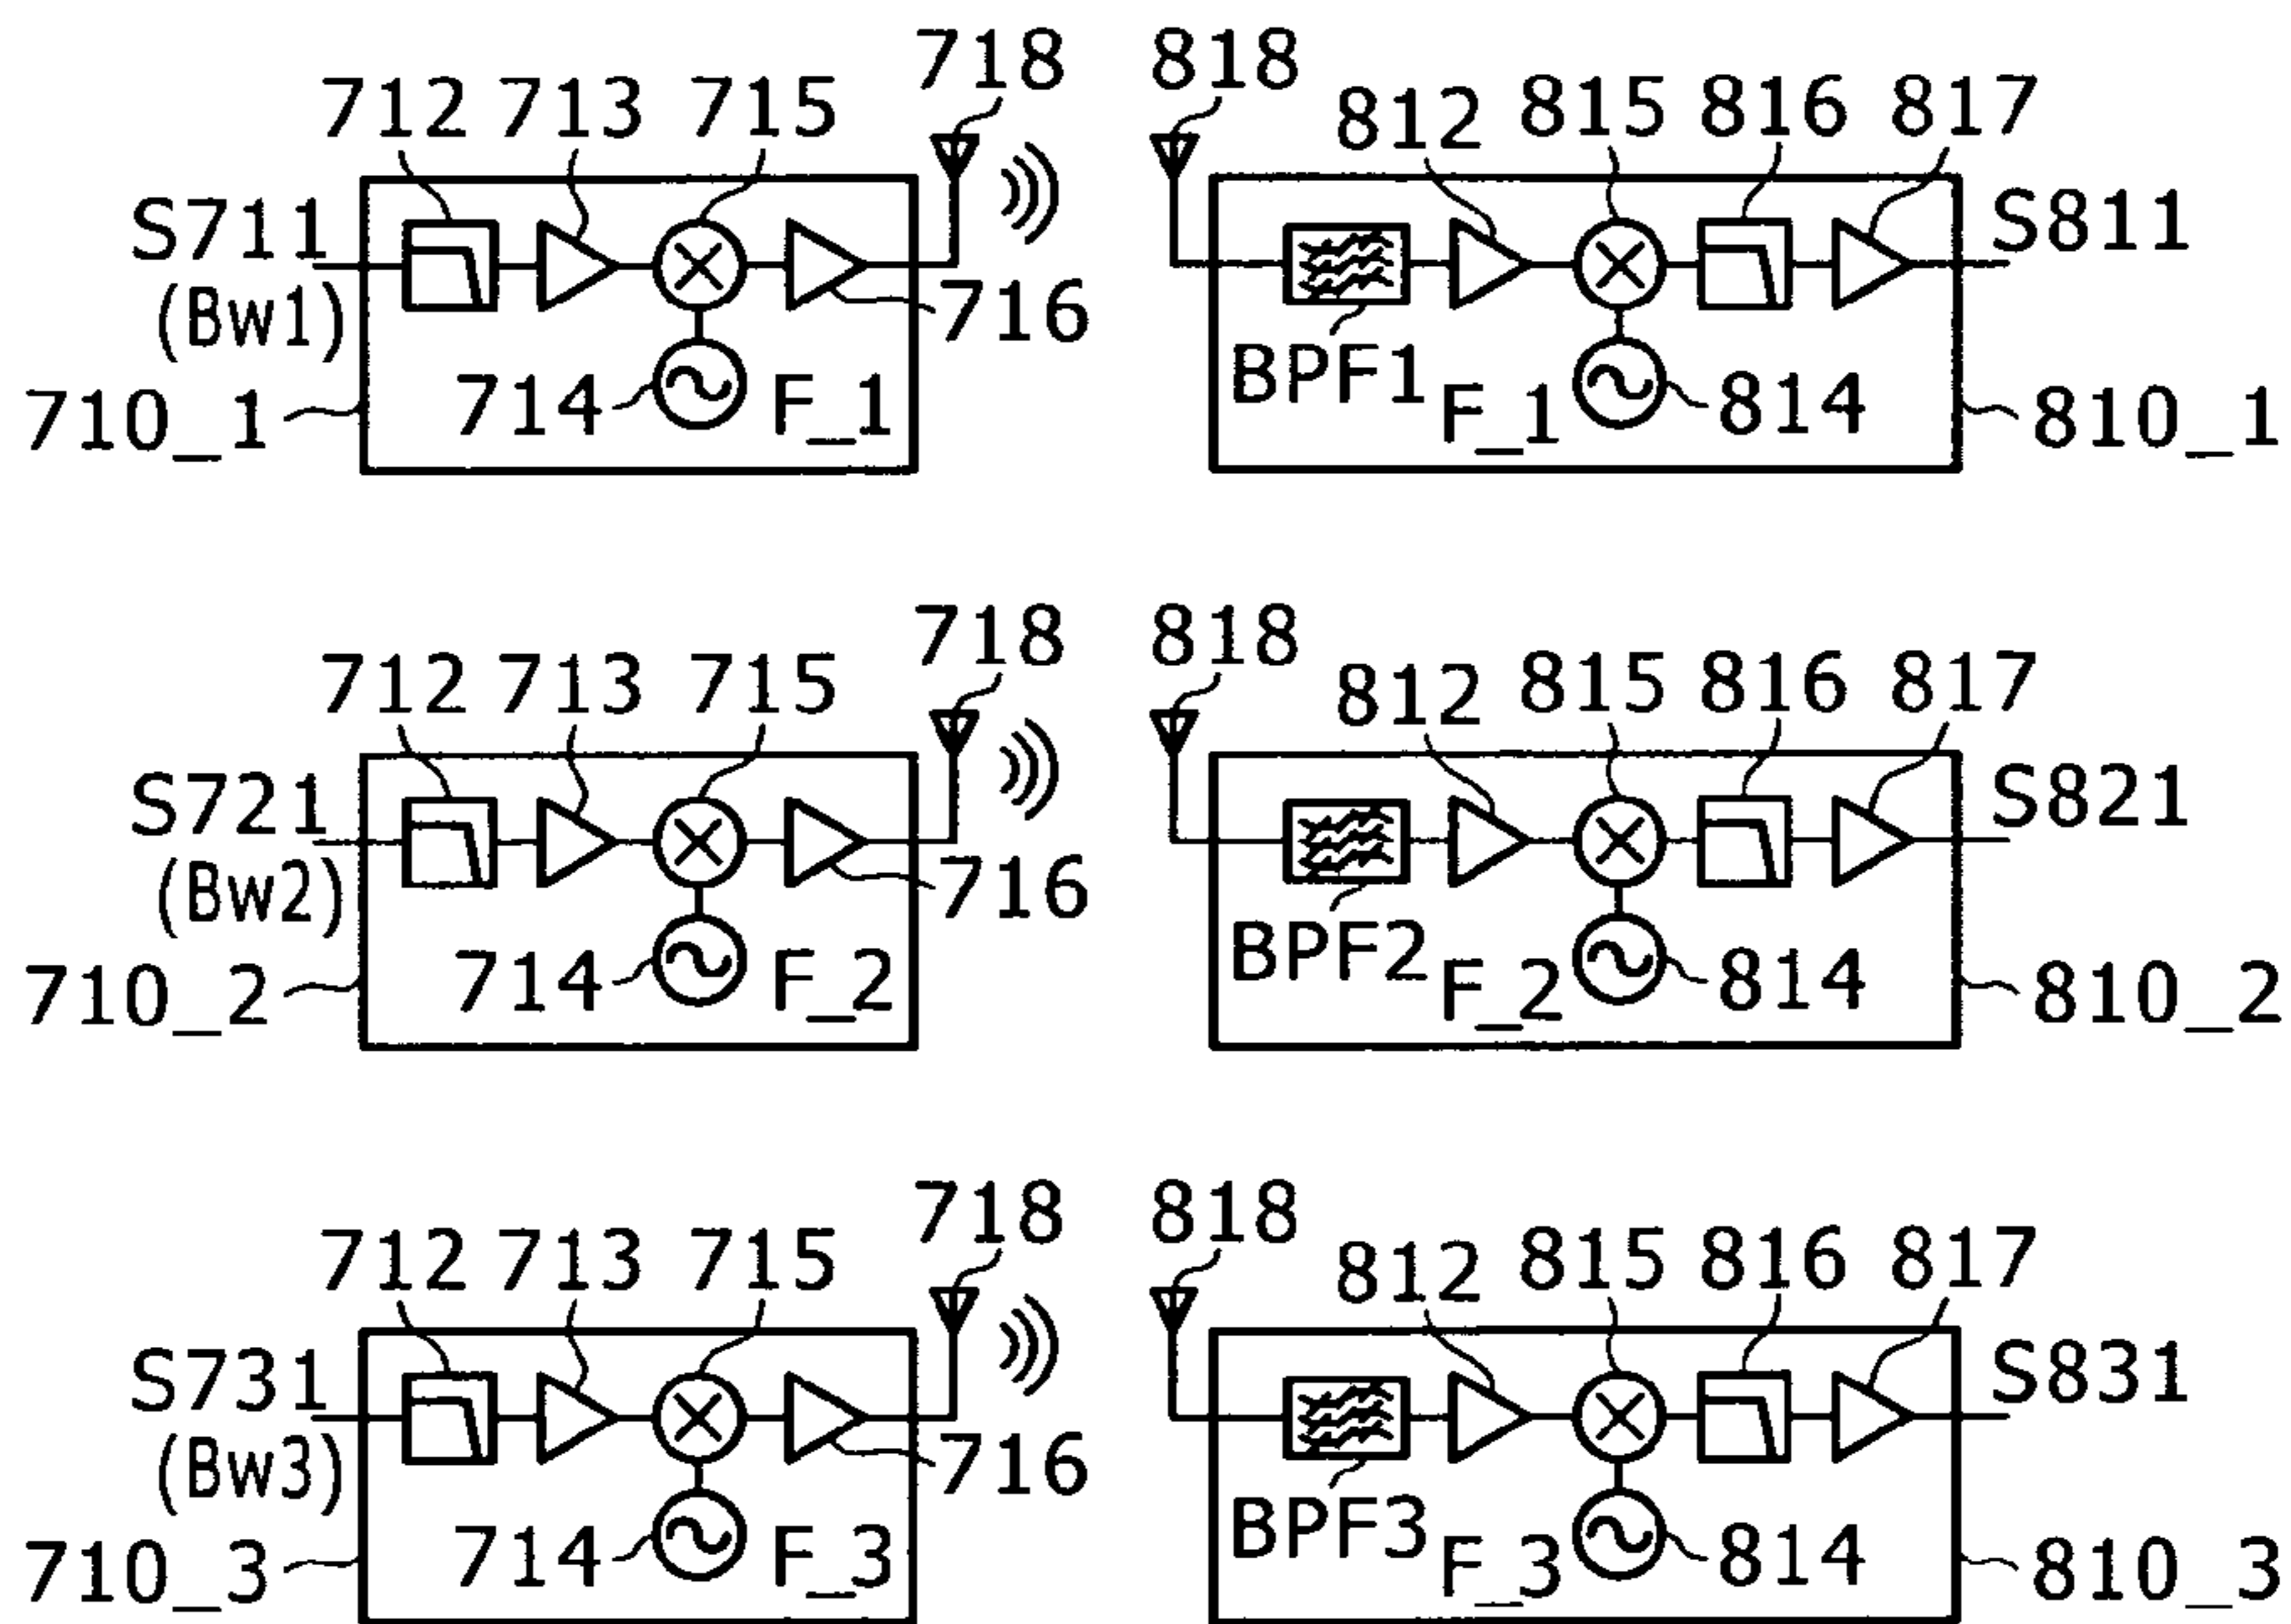 718 818
712 713 715 812 815 816 817
S711 S811
(BW1) 716
BPF1
710_1 714 F_1 F_1 814 810_1
718 818
712 713 715 812 815 816 817
S721 S821
(BW2) 716
BPF2
710_2 714 F_2 F_2 814 810_2
718 818
712 713 715 812 815 816 817
S731 S831
(BW3) 716
BPF3
710_3 714 F_3 F_3 814 810_3